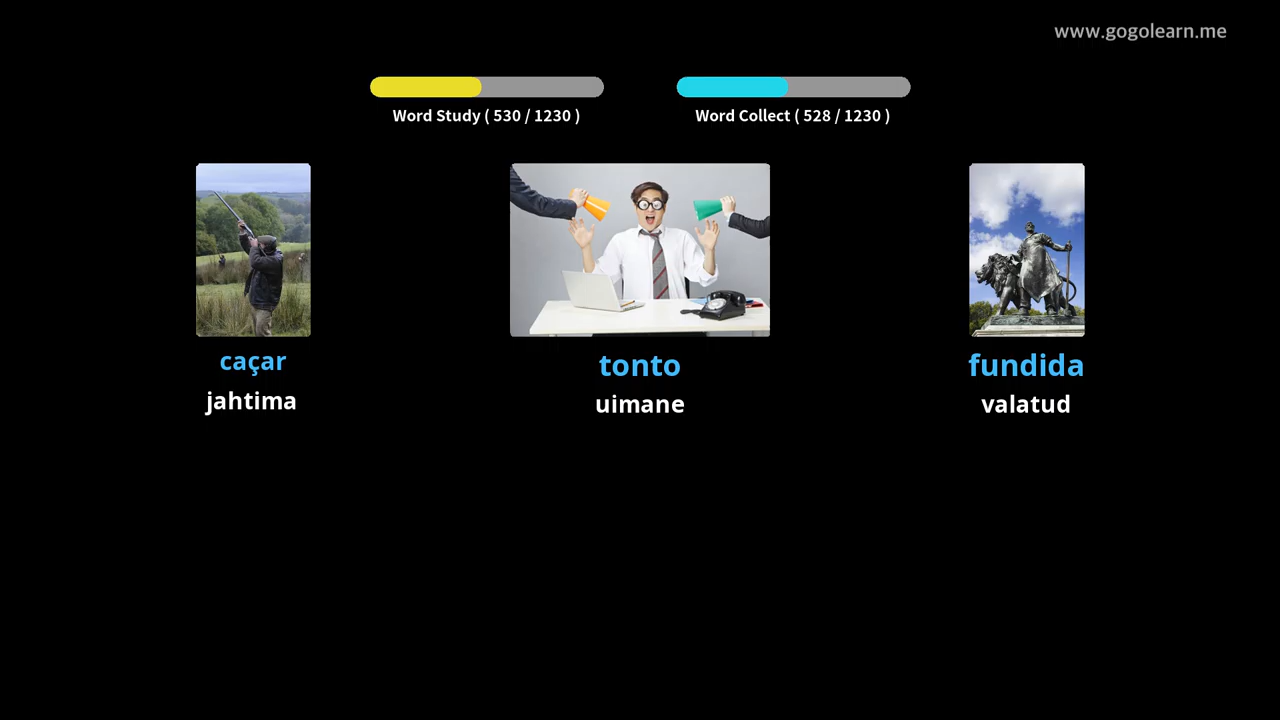 www.gogolearn.me
Word Study ( 530 / 1230 )
Word Collect ( 528 / 1230 )
caçar
jahtima
tonto
uimane
fundida
valatud